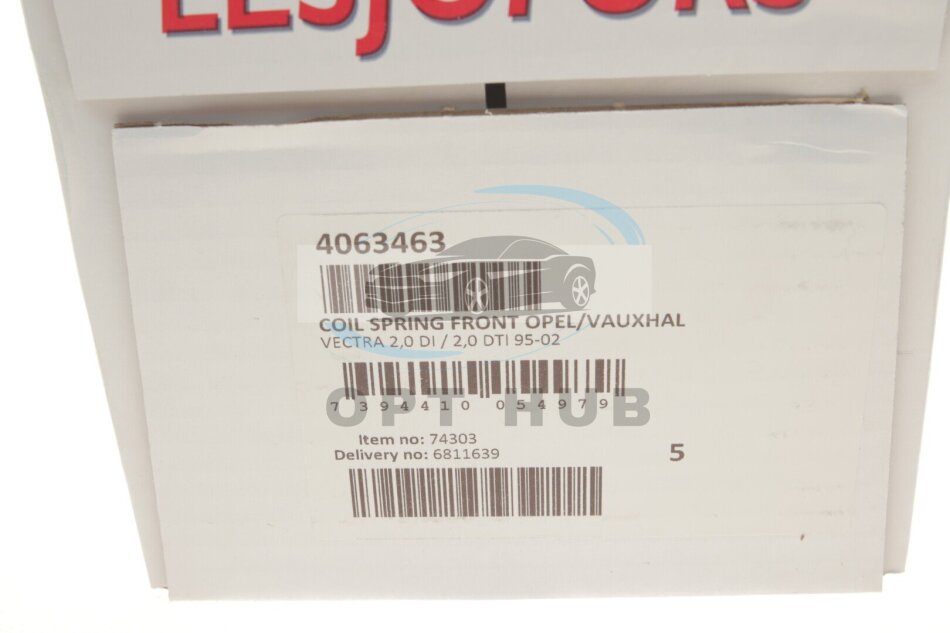 LESJÖFORS
4063463
COIL SPRING FRONT OPEL/VAUXHAL
VECTRA 2,0 DI / 2,0 DTI 95-02
7 394410 054979
OPT HUB
Item no: 74303
Delivery no: 6811639
5